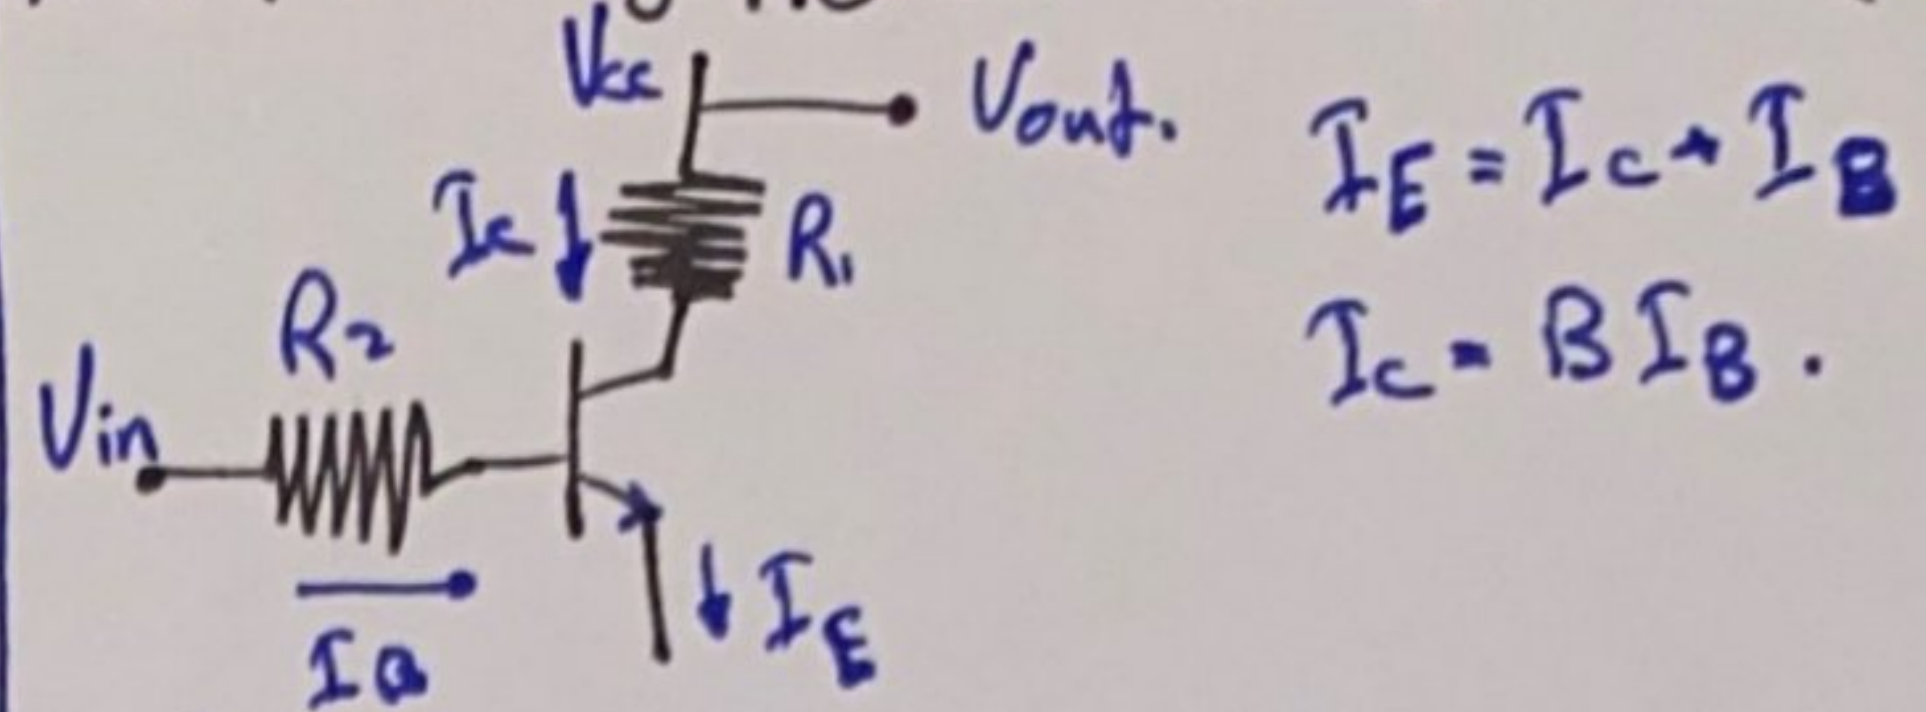 Vcc
Vout.
Ic
R1
R2
Vin
IB
IE
IE = Ic + IB
Ic = B IB .